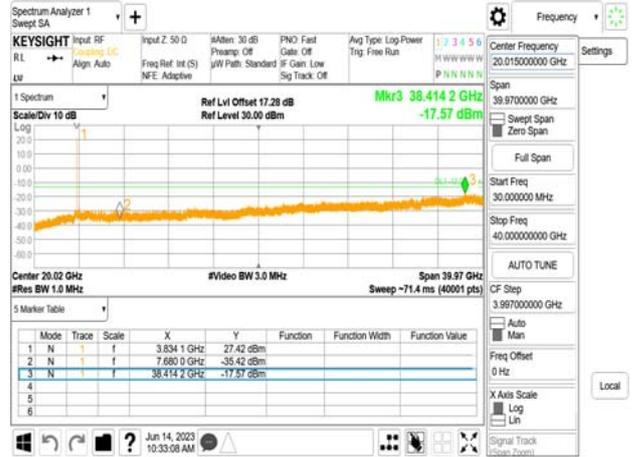 Spectrum Analyzer 1
Swept SA
Frequency
KEYSIGHT
RL
Input: RF
Coupling: DC
Align: Auto
Input Z: 50 Ω
Freq Ref: Int (S)
NFE: Adaptive
#Atten: 30 dB
Preamp: Off
µW Path: Standard
PNO: Fast
Gate: Off
IF Gain: Low
Sig Track: Off
Avg Type: Log-Power
Trig: Free Run
1 2 3 4 5 6
M W W W W W
P N N N N N
1 Spectrum
Scale/Div 10 dB
Ref Lvl Offset 17.28 dB
Ref Level 30.00 dBm
Mkr3 38.414 2 GHz
-17.57 dBm
Log
20.0
10.0
0.00
-10.0
-20.0
-30.0
-40.0
-50.0
-60.0
1
2
3
Center 20.02 GHz
#Res BW 1.0 MHz
#Video BW 3.0 MHz
Span 39.97 GHz
Sweep ~71.4 ms (40001 pts)
5 Marker Table
Mode Trace Scale X Y Function Function Width Function Value
1 N 1 f 3.834 1 GHz 27.42 dBm
2 N 1 f 7.680 0 GHz -35.42 dBm
3 N 1 f 38.414 2 GHz -17.57 dBm
4
5
6
Jun 14, 2023
10:33:08 AM
Center Frequency
20.015000000 GHz
Settings
Span
39.9700000 GHz
Swept Span
Zero Span
Full Span
Start Freq
30.000000 MHz
Stop Freq
40.000000000 GHz
AUTO TUNE
CF Step
3.997000000 GHz
Auto
Man
Freq Offset
0 Hz
Local
X Axis Scale
Log
Lin
Signal Track
(Span Zoom)